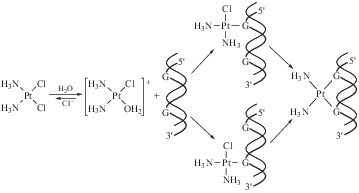 Cl
H₃N Pt G
NH₃
5'
3'
H₃N Cl
Pt
H₃N Cl
H₂O
Cl⁻
H₃N Cl
Pt
H₃N OH₂
+
+
5'
G
G
3'
H₃N
Pt
H₃N
G
G
5'
3'
5'
G
Cl
H₃N Pt G
NH₃
3'